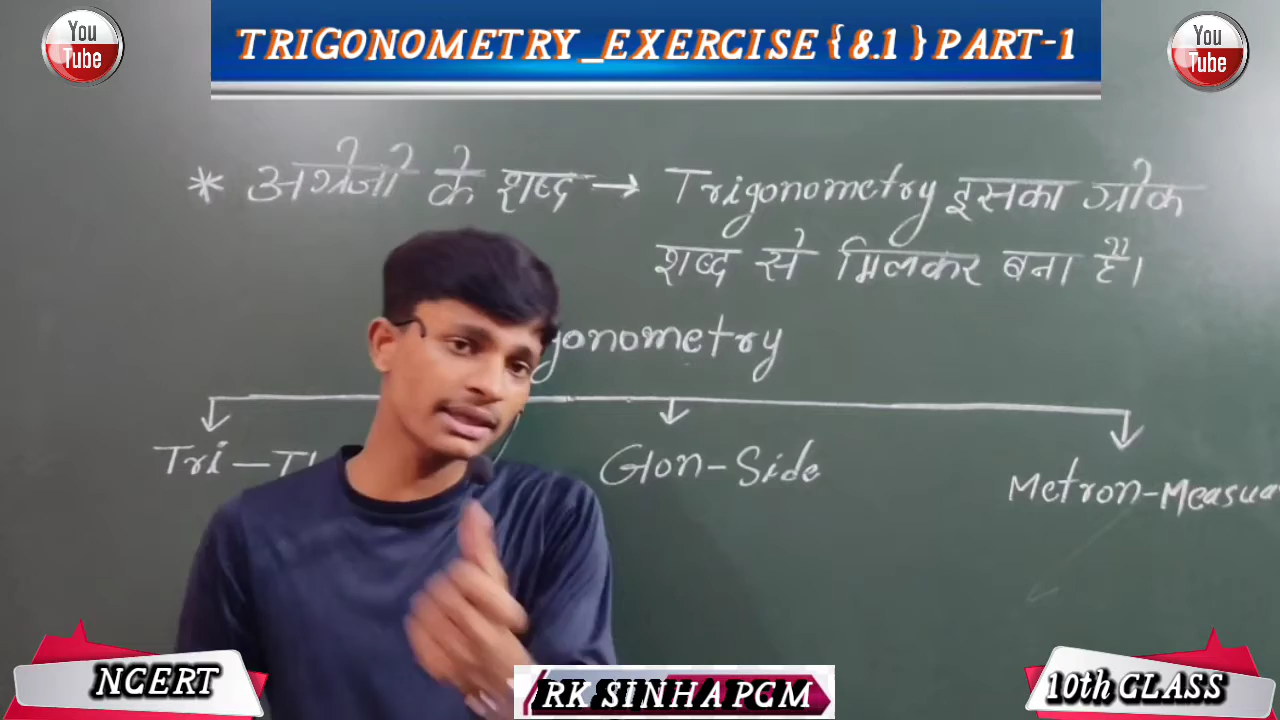 You
Tube
TRIGONOMETRY_EXERCISE { 8.1 } PART-1
You
Tube
* अंग्रेजी के शब्द → Trigonometry इसका ग्रीक
शब्द से मिलकर बना है।
gonometry
Tri - T
Gon - Side
Metron - Measu
NCERT
RK SINHA PCM
10th CLASS